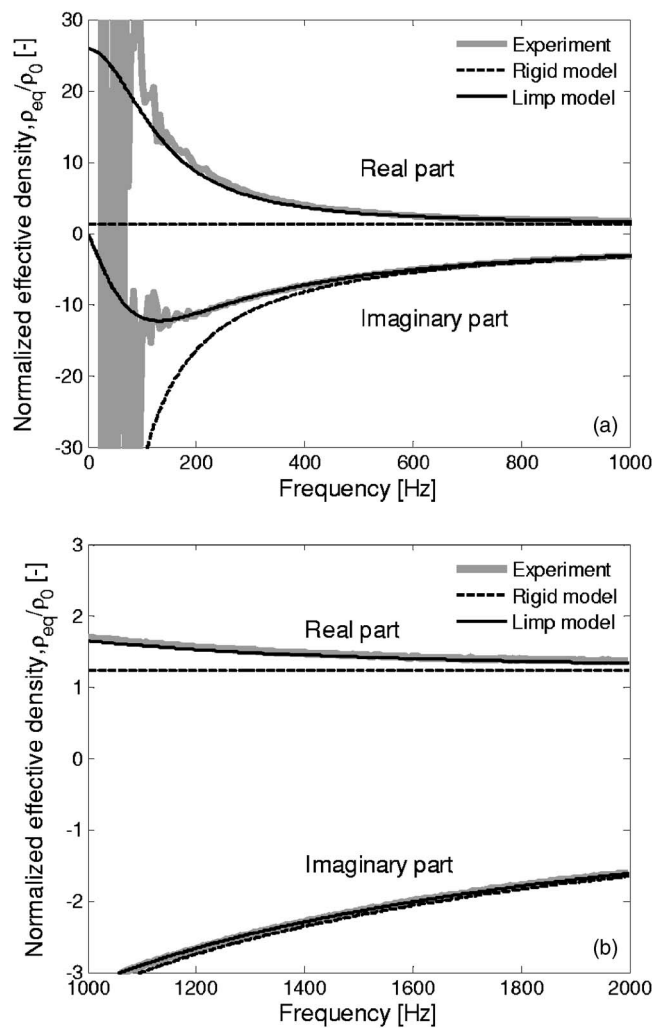 Normalized effective density, ρeq/ρ0 [-]
30
20
10
0
-10
-20
-30
Experiment
Rigid model
Limp model
Real part
Imaginary part
(a)
0 200 400 600 800 1000
Frequency [Hz]
Normalized effective density, ρeq/ρ0 [-]
3
2
1
0
-1
-2
-3
Experiment
Rigid model
Limp model
Real part
Imaginary part
(b)
1000 1200 1400 1600 1800 2000
Frequency [Hz]